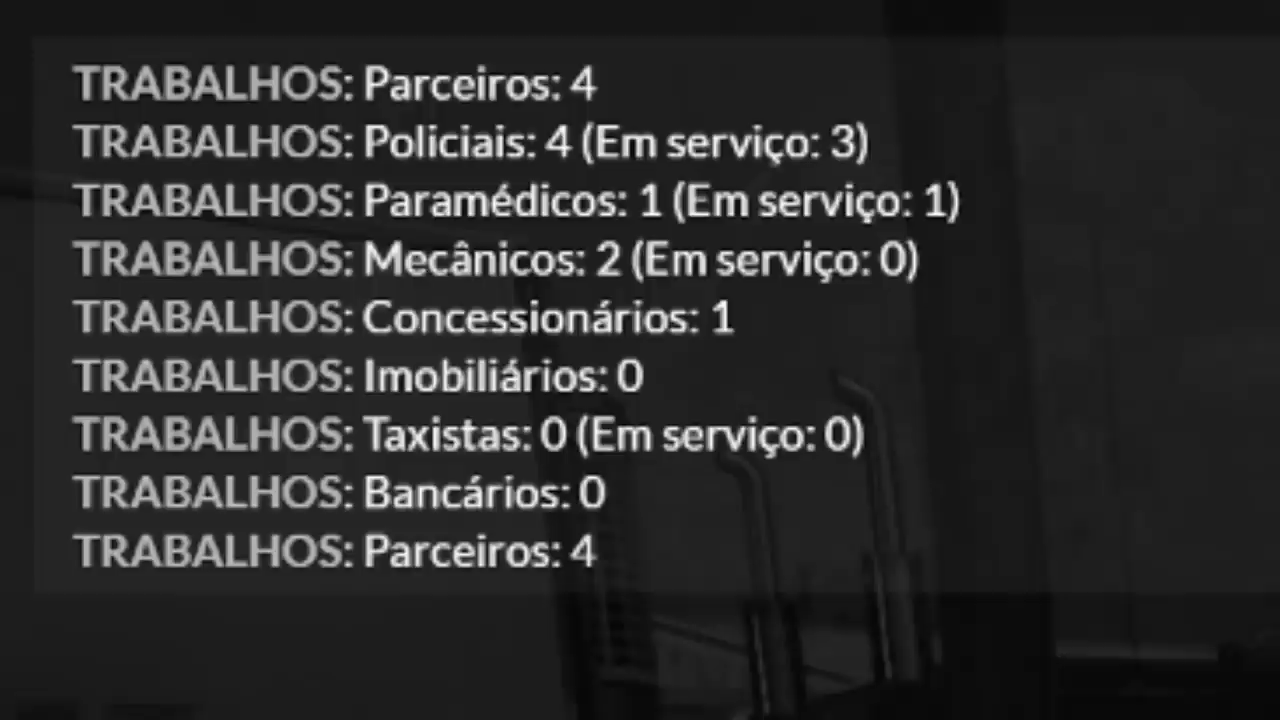 TRABALHOS: Parceiros: 4
TRABALHOS: Policiais: 4 (Em serviço: 3)
TRABALHOS: Paramédicos: 1 (Em serviço: 1)
TRABALHOS: Mecânicos: 2 (Em serviço: 0)
TRABALHOS: Concessionários: 1
TRABALHOS: Imobiliários: 0
TRABALHOS: Taxistas: 0 (Em serviço: 0)
TRABALHOS: Bancários: 0
TRABALHOS: Parceiros: 4